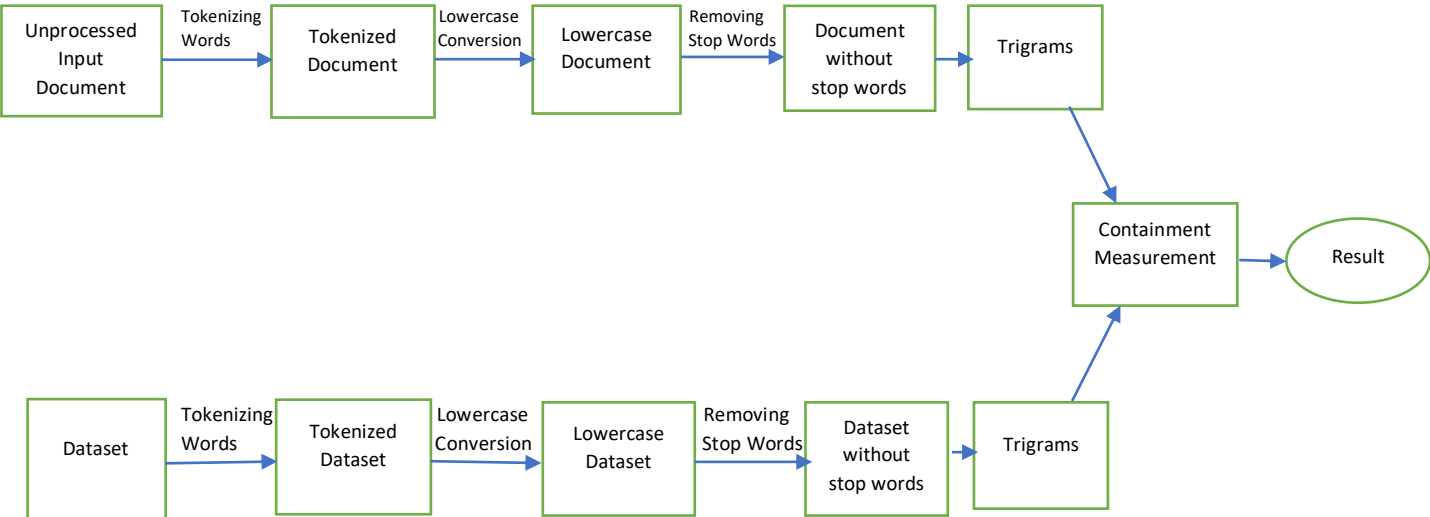 Unprocessed
Input
Document
Tokenizing
Words
Tokenized
Document
Lowercase
Conversion
Lowercase
Document
Removing
Stop Words
Document
without
stop words
Trigrams
Containment
Measurement
Result
Dataset
Tokenizing
Words
Tokenized
Dataset
Lowercase
Conversion
Lowercase
Dataset
Removing
Stop Words
Dataset
without
stop words
Trigrams